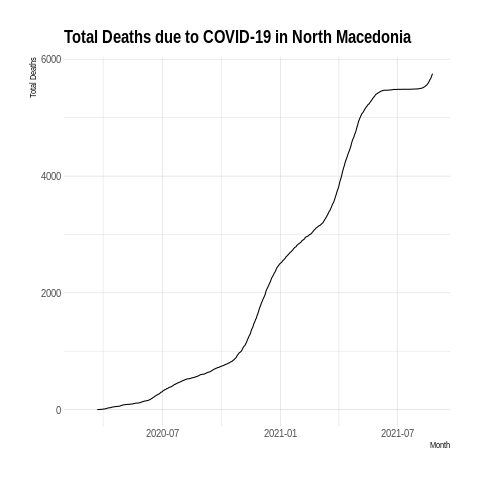 Total Deaths due to COVID-19 in North Macedonia
Total Deaths
6000
4000
2000
0
2020-07 2021-01 2021-07
Month